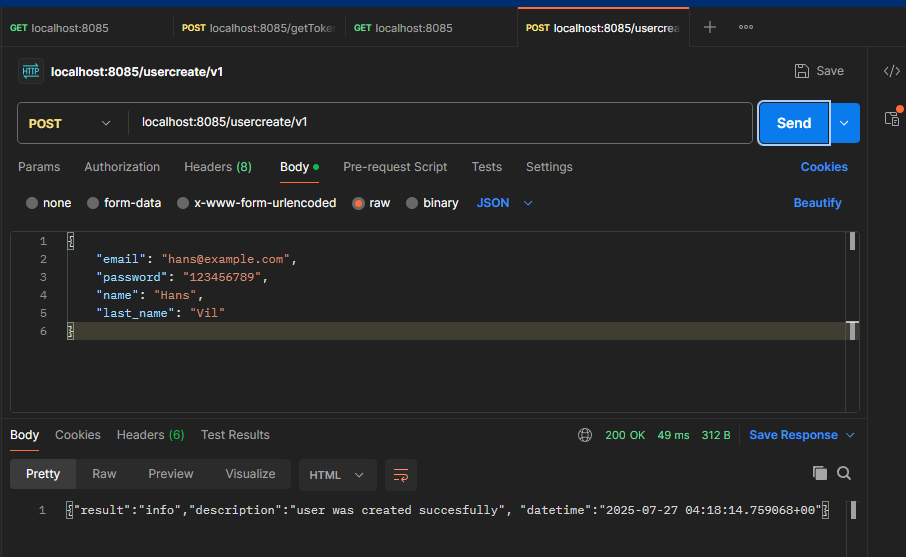 GET localhost:8085
POST localhost:8085/getToke
GET localhost:8085
POST localhost:8085/usercrea
HTTP localhost:8085/usercreate/v1
Save
POST
localhost:8085/usercreate/v1
Send
Params Authorization Headers (8) Body Pre-request Script Tests Settings Cookies
none form-data x-www-form-urlencoded raw binary JSON Beautify
1 {
2 "email": "hans@example.com",
3 "password": "123456789",
4 "name": "Hans",
5 "last_name": "Vil"
6 }
Body Cookies Headers (6) Test Results 200 OK 49 ms 312 B Save Response
Pretty Raw Preview Visualize HTML
1 {"result":"info","description":"user was created succesfully", "datetime":"2025-07-27 04:18:14.759068+00"}